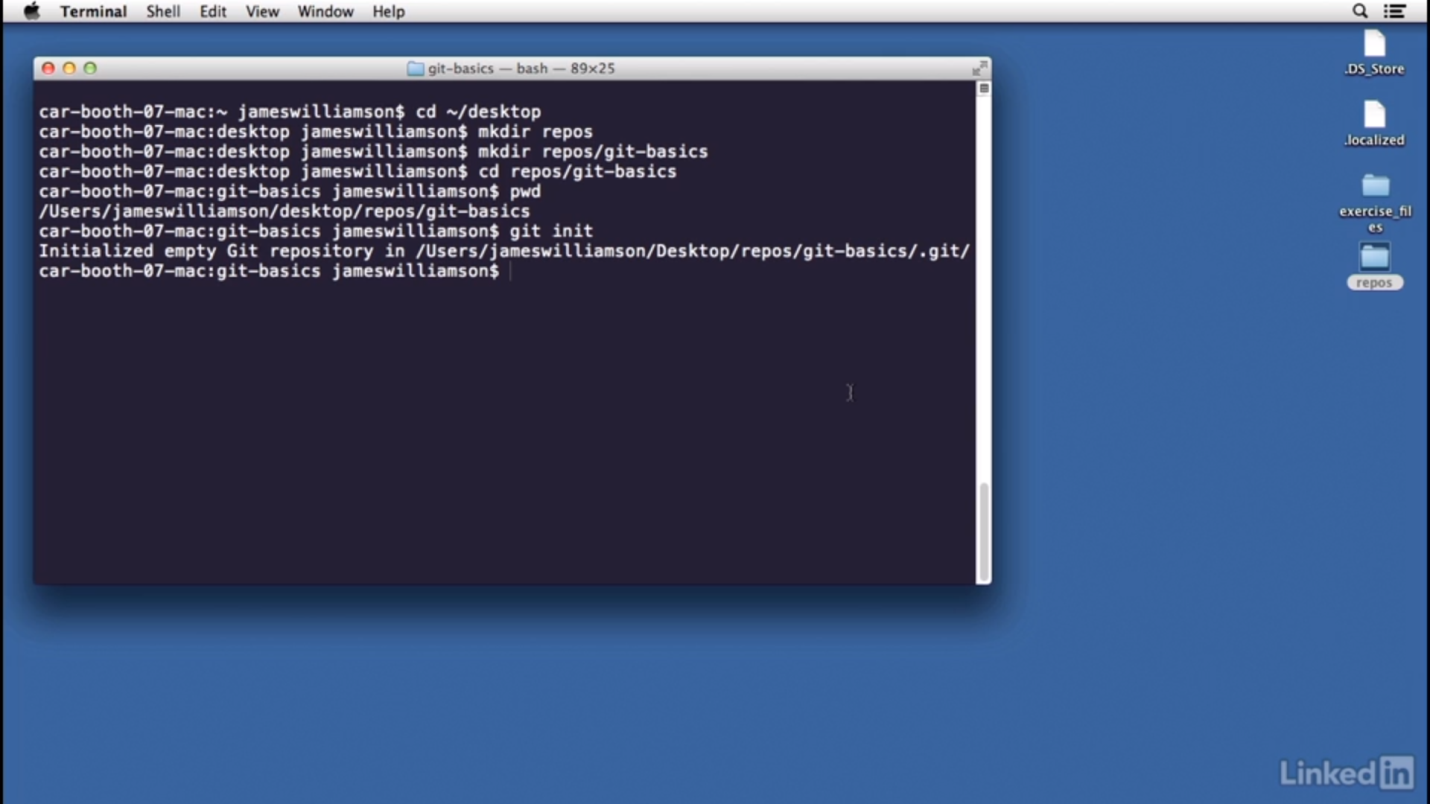 Terminal Shell Edit View Window Help
git-basics — bash — 89×25
car-booth-07-mac:~ jameswilliamson$ cd ~/desktop
car-booth-07-mac:desktop jameswilliamson$ mkdir repos
car-booth-07-mac:desktop jameswilliamson$ mkdir repos/git-basics
car-booth-07-mac:desktop jameswilliamson$ cd repos/git-basics
car-booth-07-mac:git-basics jameswilliamson$ pwd
/Users/jameswilliamson/desktop/repos/git-basics
car-booth-07-mac:git-basics jameswilliamson$ git init
Initialized empty Git repository in /Users/jameswilliamson/Desktop/repos/git-basics/.git/
car-booth-07-mac:git-basics jameswilliamson$
.DS_Store
.localized
exercise_fil
es
repos
Linked in